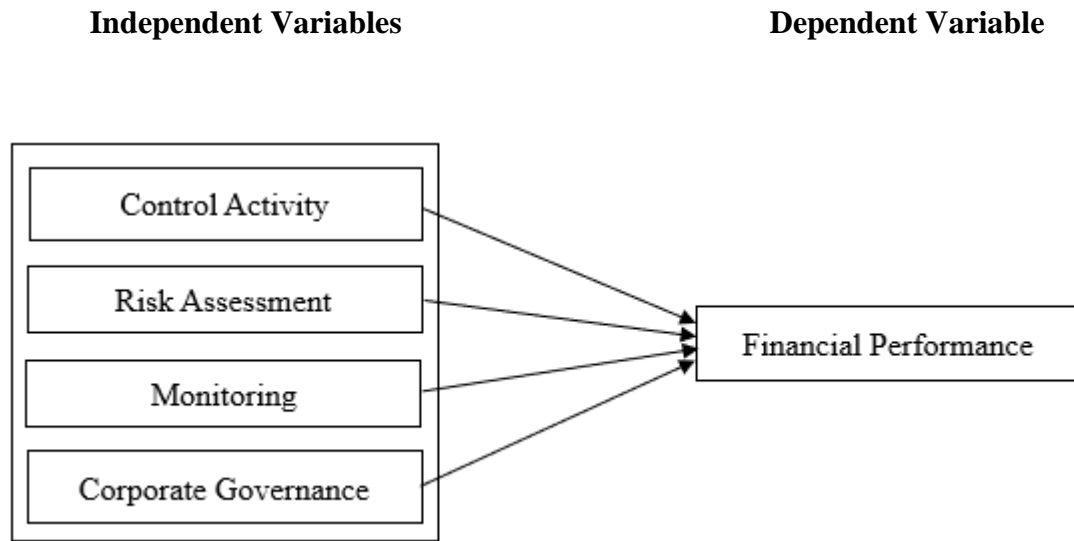 Independent Variables
Dependent Variable
Control Activity
Risk Assessment
Monitoring
Corporate Governance
Financial Performance